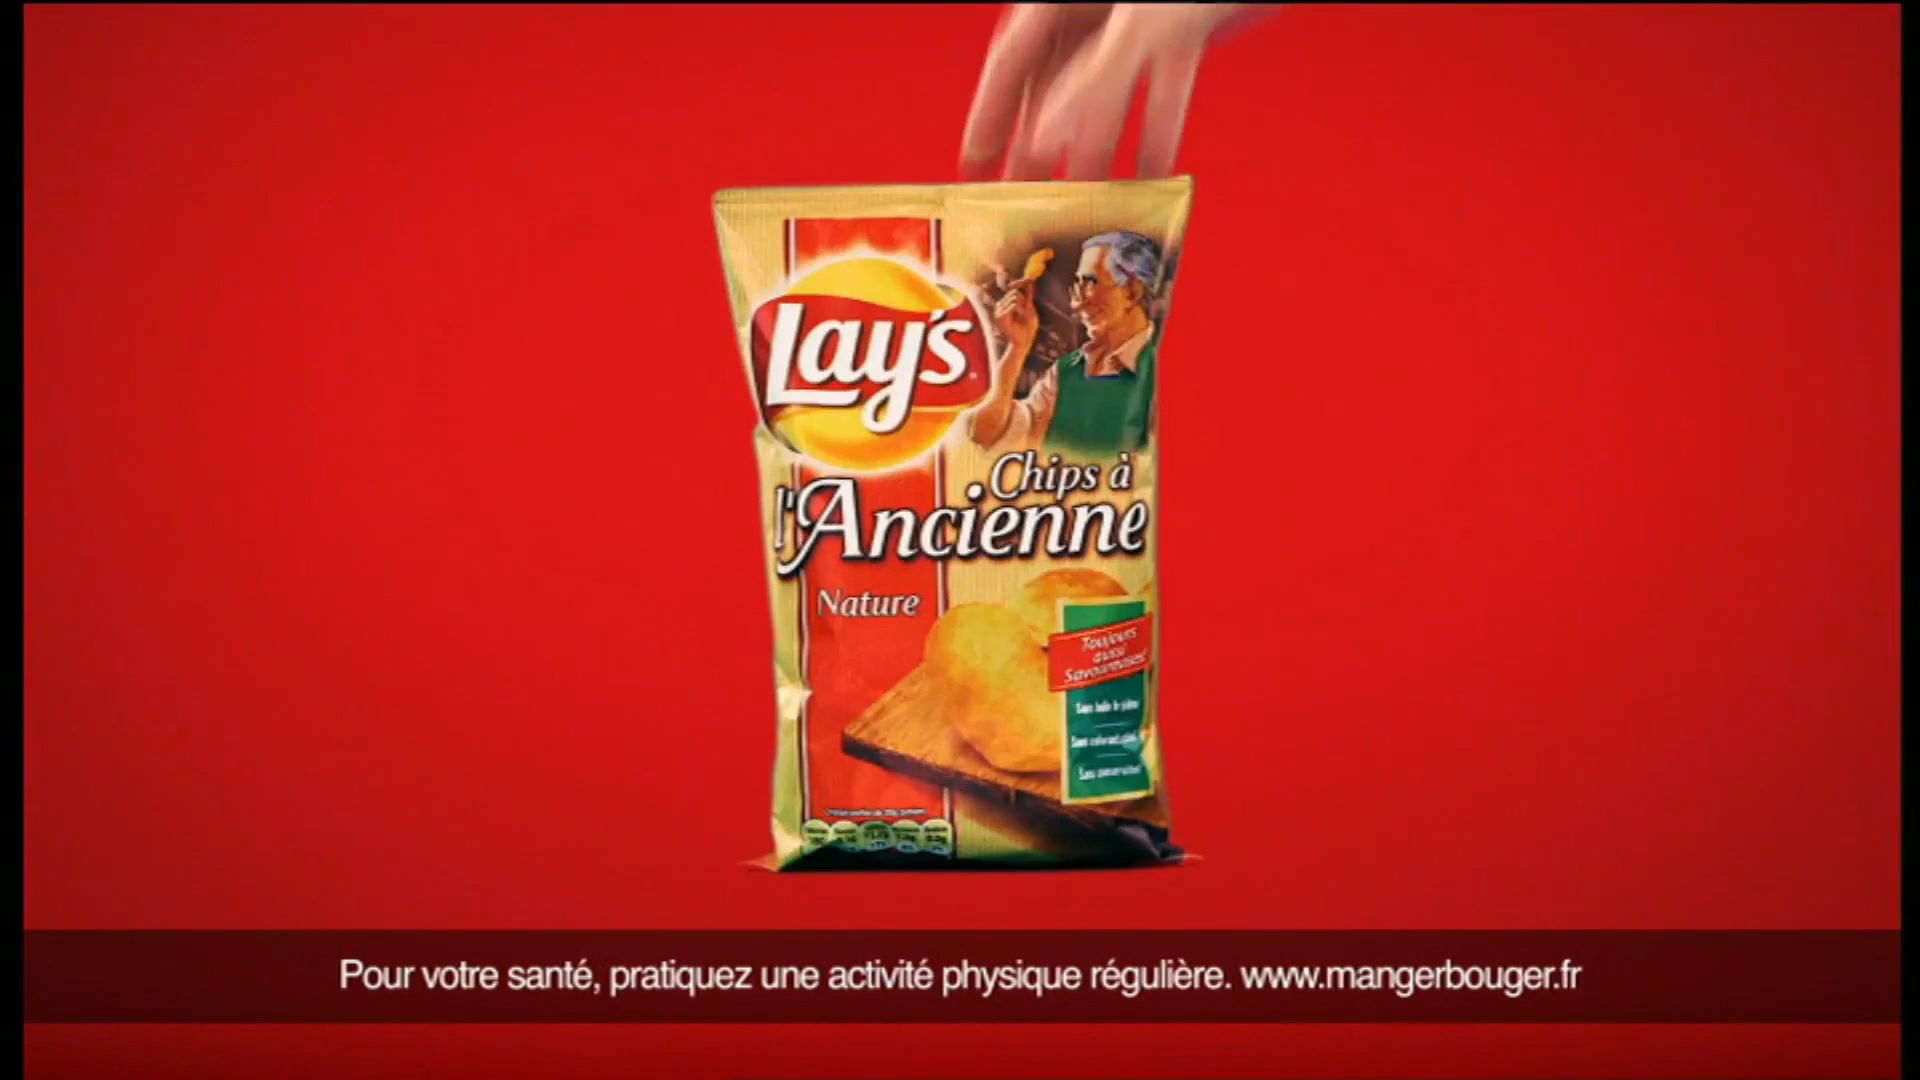 Lay's
Chips à
l'Ancienne
Nature
Toujours
aussi
Savoureuses!
Pour votre santé, pratiquez une activité physique régulière. www.mangerbouger.fr